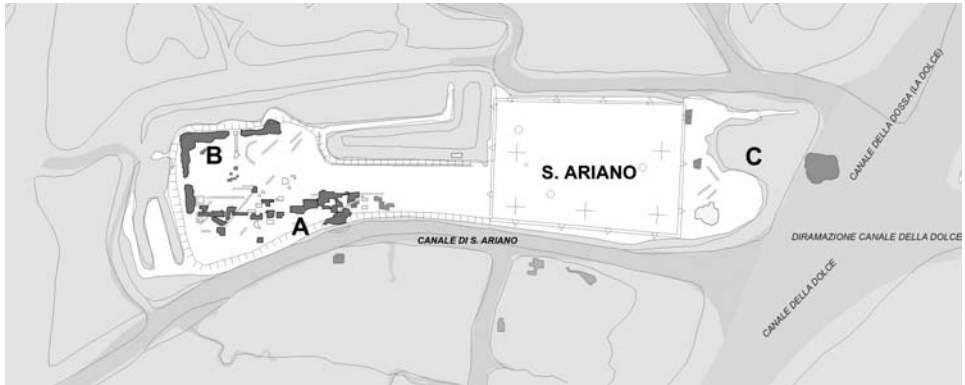 B
A
S. ARIANO
C
CANALE DI S. ARIANO
CANALE DELLA DOSSA (LA DOLCE)
DIRAMAZIONE CANALE DELLA DOLCE
CANALE DELLA DOLCE